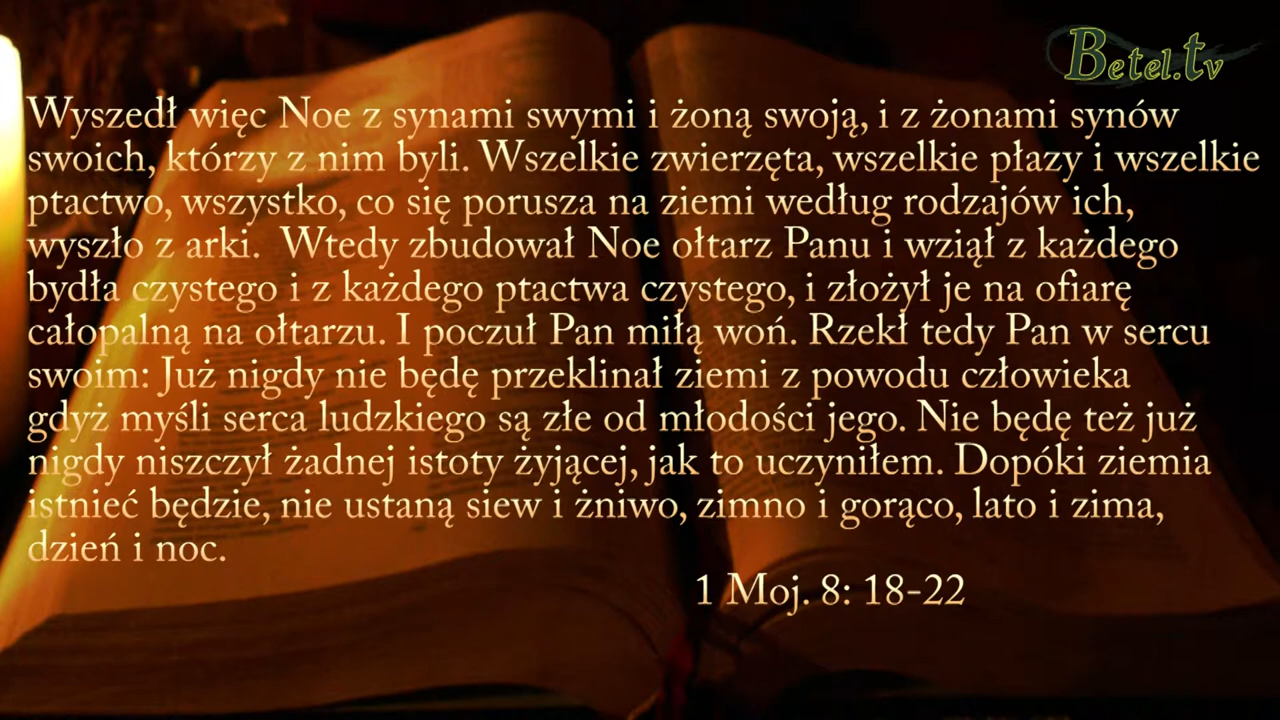 Betel.tv
Wyszedł więc Noe z synami swymi i żoną swoją, i z żonami synów
swoich, którzy z nim byli. Wszelkie zwierzęta, wszelkie płazy i wszelkie
ptactwo, wszystko, co się porusza na ziemi według rodzajów ich,
wyszło z arki.  Wtedy zbudował Noe ołtarz Panu i wziął z każdego
bydła czystego i z każdego ptactwa czystego, i złożył je na ofiarę
całopalną na ołtarzu. I poczuł Pan miłą woń. Rzekł tedy Pan w sercu
swoim: Już nigdy nie będę przeklinał ziemi z powodu człowieka
gdyż myśli serca ludzkiego są złe od młodości jego. Nie będę też już
nigdy niszczył żadnej istoty żyjącej, jak to uczyniłem. Dopóki ziemia
istnieć będzie, nie ustaną siew i żniwo, zimno i gorąco, lato i zima,
dzień i noc.
1 Moj. 8: 18-22